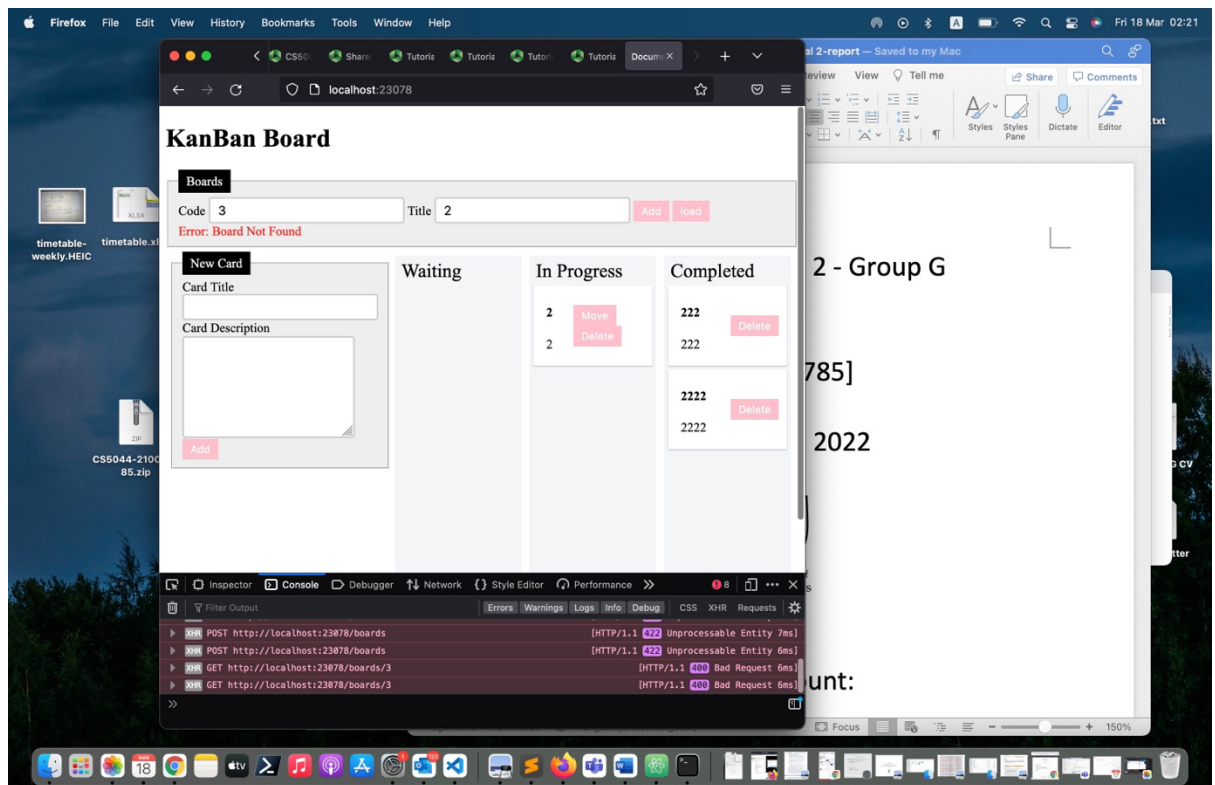 Firefox File Edit View History Bookmarks Tools Window Help
Fri 18 Mar 02:21
CS50 Share Tutoria Tutoria Tutori Tutoria Docum
al 2-report — Saved to my Mac
localhost:23078
Review View Tell me
Share Comments
Styles Styles Pane Dictate Editor
.txt
KanBan Board
Boards
Code 3 Title 2 Add load
Error: Board Not Found
New Card
Card Title
Card Description
Add
Waiting
In Progress
2
2
Move
Delete
Completed
222
222
Delete
2222
2222
Delete
2 - Group G
785]
2022
unt:
XLSX
timetable-weekly.HEIC
timetable.xl
ZIP
CS5044-2100
85.zip
G CV
tter
Inspector Console Debugger Network Style Editor Performance 8
Filter Output Errors Warnings Logs Info Debug CSS XHR Requests
XHR POST http://localhost:23078/boards [HTTP/1.1 422 Unprocessable Entity 7ms]
XHR POST http://localhost:23078/boards [HTTP/1.1 422 Unprocessable Entity 6ms]
XHR GET http://localhost:23078/boards/3 [HTTP/1.1 400 Bad Request 6ms]
XHR GET http://localhost:23078/boards/3 [HTTP/1.1 400 Bad Request 6ms]
Focus 150%
MAR
18
tv